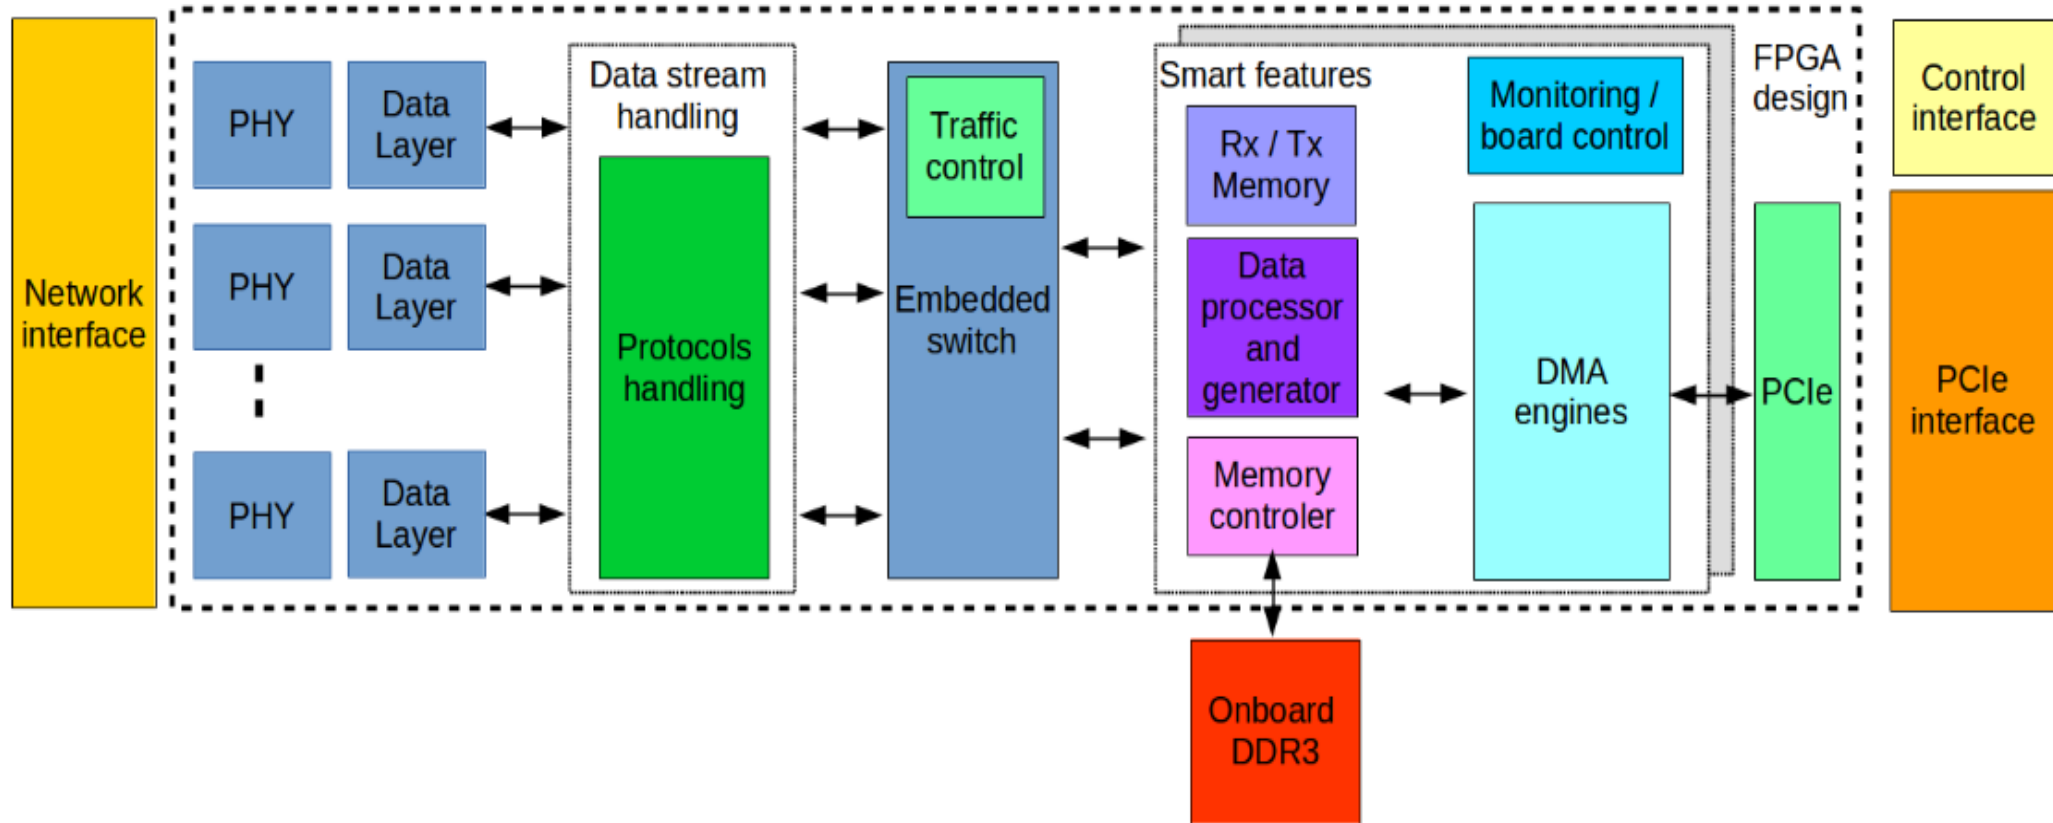 Network
interface
PHY
Data
Layer
PHY
Data
Layer
PHY
Data
Layer
Data stream
handling
Protocols
handling
Traffic
control
Embedded
switch
Smart features
Rx / Tx
Memory
Data
processor
and
generator
Memory
controler
Monitoring /
board control
DMA
engines
FPGA
design
PCIe
Control
interface
PCIe
interface
Onboard
DDR3